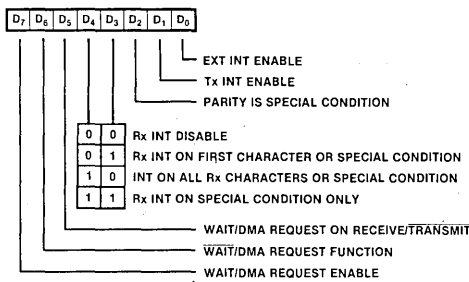 D7 D6 D5 D4 D3 D2 D1 D0
EXT INT ENABLE
Tx INT ENABLE
PARITY IS SPECIAL CONDITION
0 0 Rx INT DISABLE
0 1 Rx INT ON FIRST CHARACTER OR SPECIAL CONDITION
1 0 INT ON ALL Rx CHARACTERS OR SPECIAL CONDITION
1 1 Rx INT ON SPECIAL CONDITION ONLY
WAIT/DMA REQUEST ON RECEIVE/TRANSMIT
WAIT/DMA REQUEST FUNCTION
WAIT/DMA REQUEST ENABLE